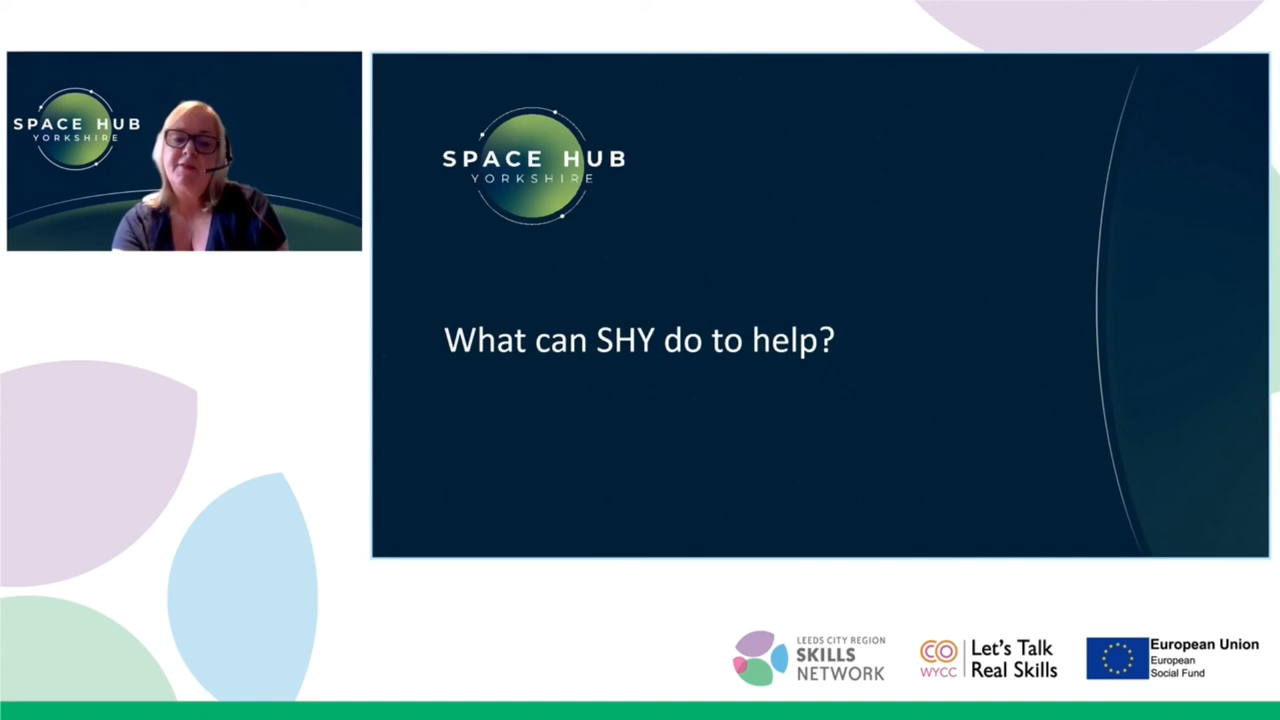 SPACE HUB
YORKSHIRE
SPACE HUB
YORKSHIRE
What can SHY do to help?
LEEDS CITY REGION
SKILLS
NETWORK
CO
WYCC
Let's Talk
Real Skills
European Union
European
Social Fund